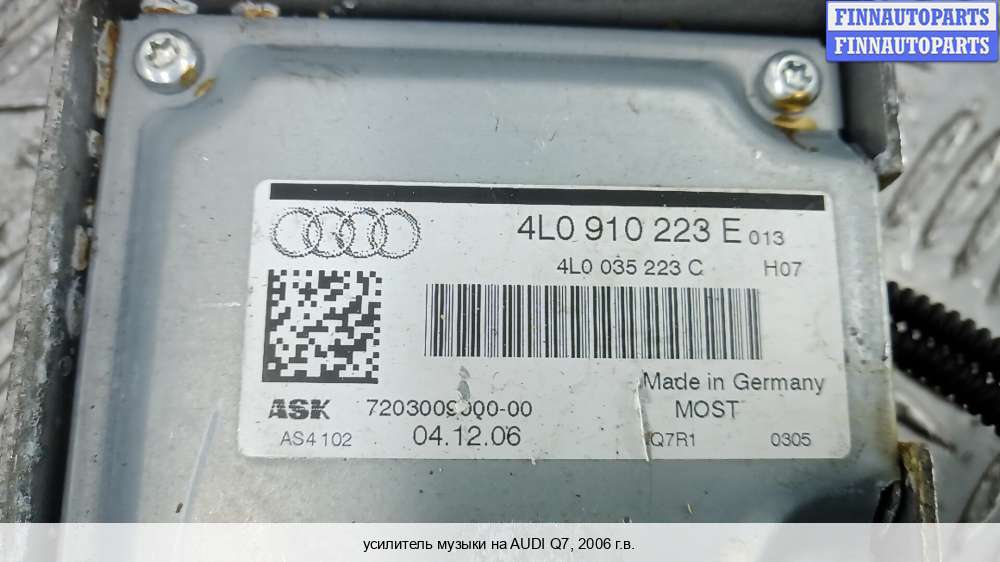 FINNAUTOPARTS
FINNAUTOPARTS
4L0 910 223 E 013
4L0 035 223 C H07
Made in Germany
ASK 7203009000-00 MOST
AS4 102 04.12.06 Q7R1 0305
усилитель музыки на AUDI Q7, 2006 г.в.